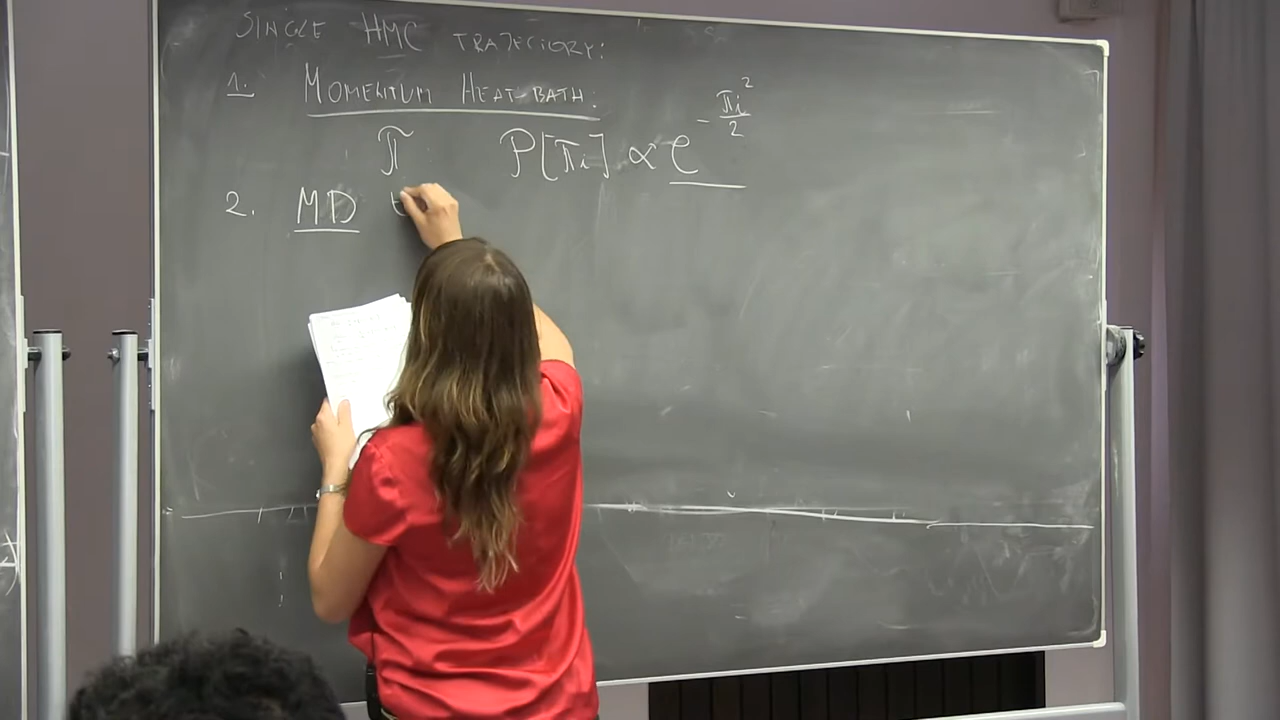 SINGLE HMC TRAJECTORY:
1. MOMENTUM HEAT-BATH:
π P[πi] ∝ e^{-πi²/2}
2. MD t